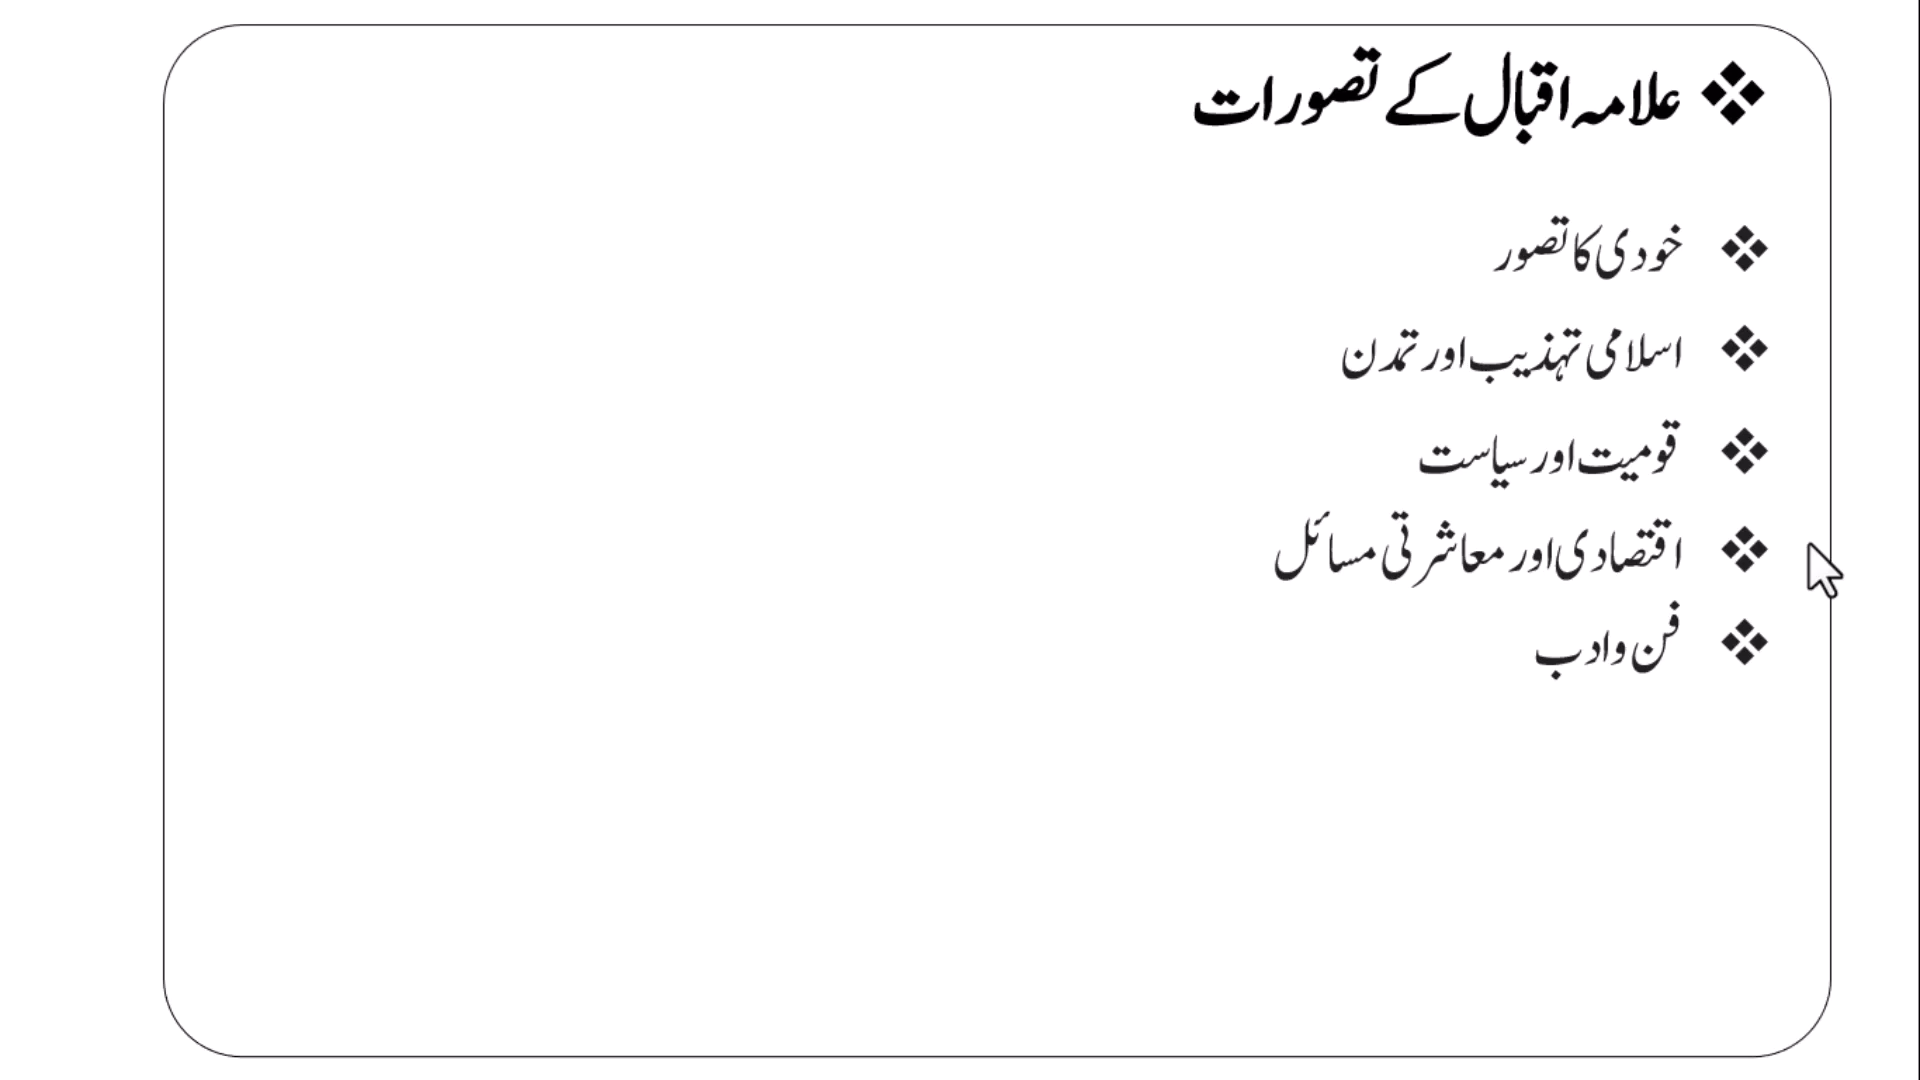 ❖ علامہ اقبال کے تصورات
❖ خودی کا تصور
❖ اسلامی تہذیب اور تمدن
❖ قومیت اور سیاست
❖ اقتصادی اور معاشرتی مسائل
❖ فن و ادب